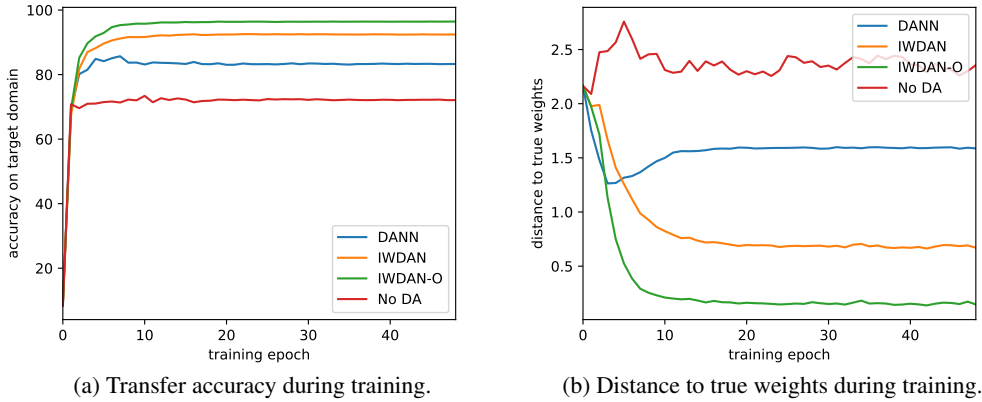 100
80
60
40
20
0
10
20
30
40
accuracy on target domain
training epoch
DANN
IWDAN
IWDAN-O
No DA
(a) Transfer accuracy during training.
2.5
2.0
1.5
1.0
0.5
0
10
20
30
40
distance to true weights
training epoch
DANN
IWDAN
IWDAN-O
No DA
(b) Distance to true weights during training.